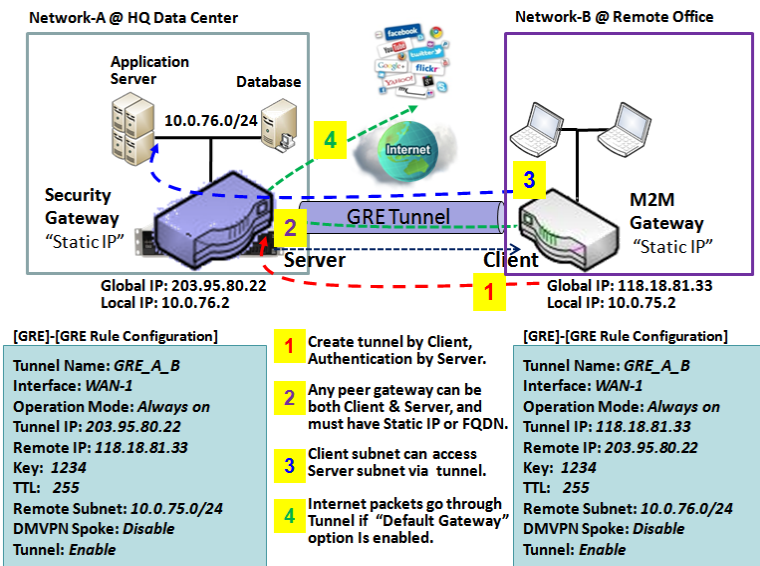 Network-A @ HQ Data Center
Network-B @ Remote Office
Application
Server
Database
10.0.76.0/24
facebook
YouTube
twitter
Google+
flickr
YAHOO!
my
Internet
4
3
Security
Gateway
"Static IP"
2
GRE Tunnel
M2M
Gateway
"Static IP"
Server
Client
1
Global IP: 203.95.80.22
Local IP: 10.0.76.2
Global IP: 118.18.81.33
Local IP: 10.0.75.2
[GRE]-[GRE Rule Configuration]
Tunnel Name: GRE_A_B
Interface: WAN-1
Operation Mode: Always on
Tunnel IP: 203.95.80.22
Remote IP: 118.18.81.33
Key: 1234
TTL: 255
Remote Subnet: 10.0.75.0/24
DMVPN Spoke: Disable
Tunnel: Enable
1 Create tunnel by Client,
Authentication by Server.
2 Any peer gateway can be
both Client & Server, and
must have Static IP or FQDN.
3 Client subnet can access
Server subnet via tunnel.
4 Internet packets go through
Tunnel if "Default Gateway"
option Is enabled.
[GRE]-[GRE Rule Configuration]
Tunnel Name: GRE_A_B
Interface: WAN-1
Operation Mode: Always on
Tunnel IP: 118.18.81.33
Remote IP: 203.95.80.22
Key: 1234
TTL: 255
Remote Subnet: 10.0.76.0/24
DMVPN Spoke: Disable
Tunnel: Enable